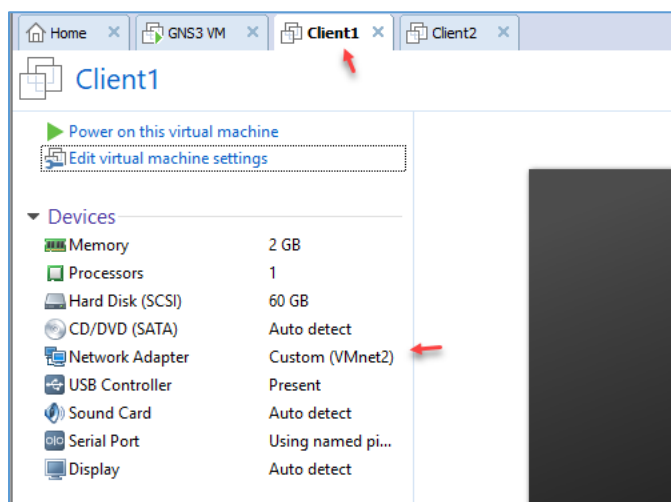 Home GNS3 VM Client1 Client2
Client1
Power on this virtual machine
Edit virtual machine settings
Devices
Memory 2 GB
Processors 1
Hard Disk (SCSI) 60 GB
CD/DVD (SATA) Auto detect
Network Adapter Custom (VMnet2)
USB Controller Present
Sound Card Auto detect
Serial Port Using named pi...
Display Auto detect